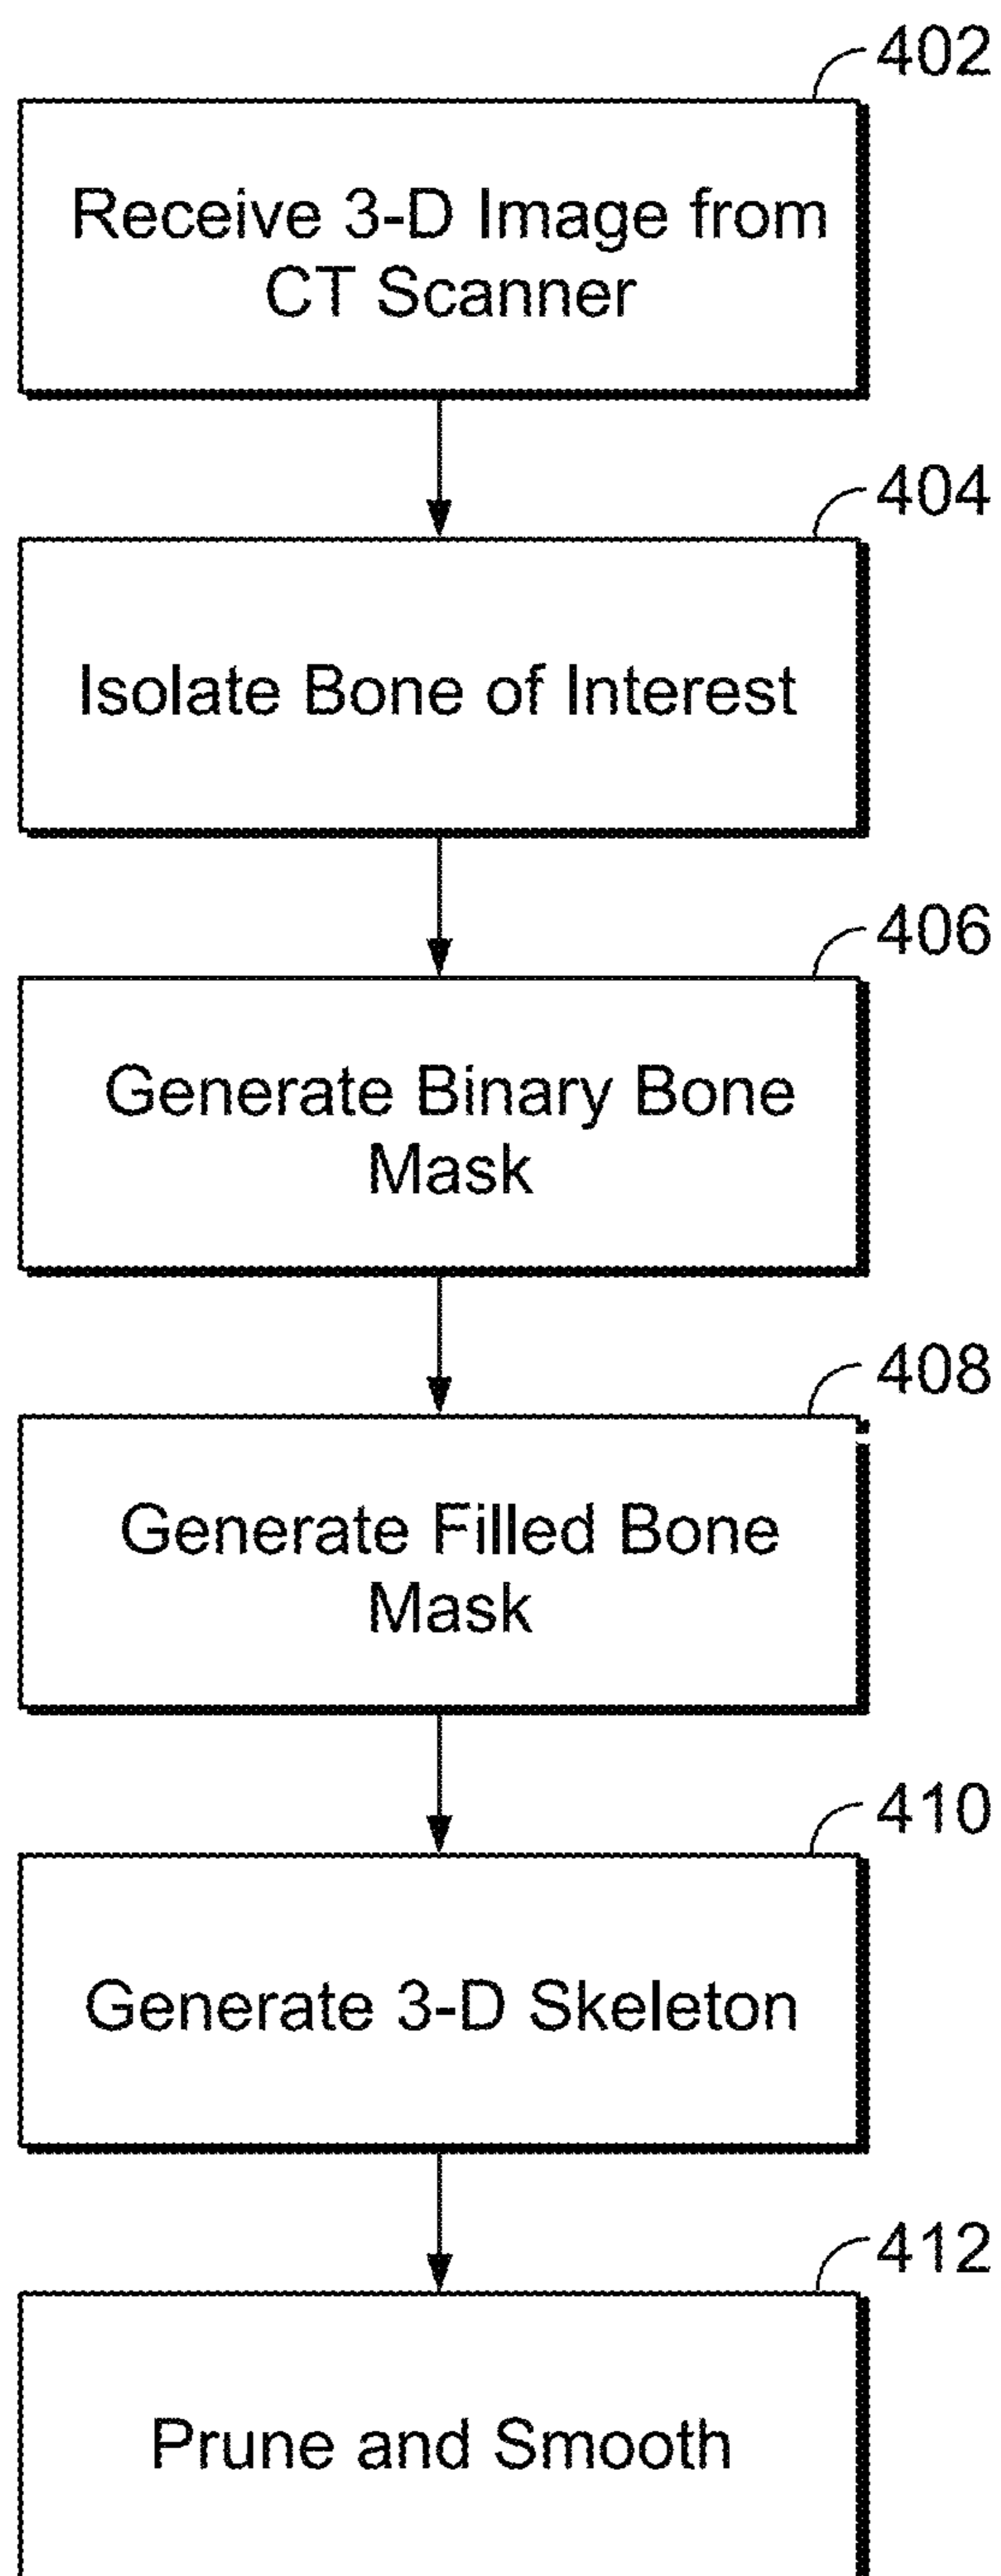 402
Receive 3-D Image from
CT Scanner
404
Isolate Bone of Interest
406
Generate Binary Bone
Mask
408
Generate Filled Bone
Mask
410
Generate 3-D Skeleton
412
Prune and Smooth